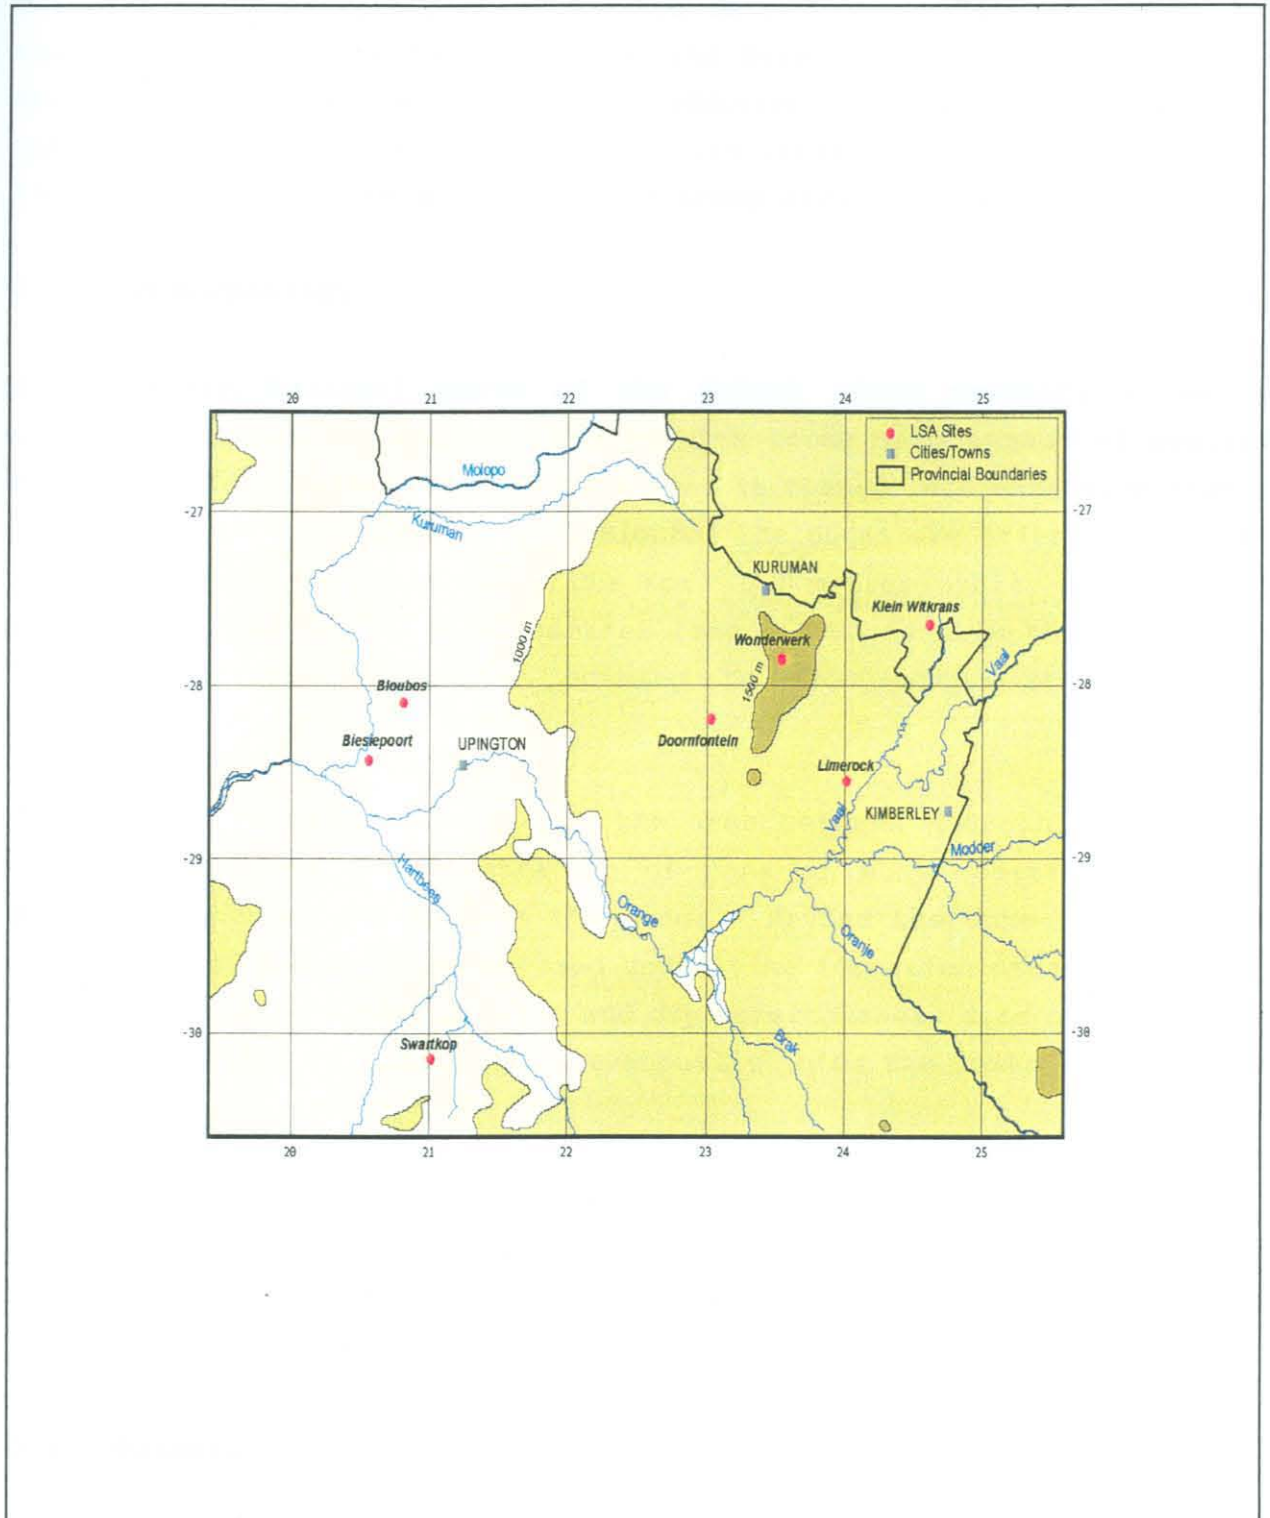 20 21 22 23 24 25
LSA Sites
Cities/Towns
Provincial Boundaries
Molopo
-27 -27
Kuruman
KURUMAN
Klein Witkrans
1000 m
Wonderwerk
Vaal
1500 m
-28 -28
Bloubos
Biesiepoort
UPINGTON
Doornfontein
Limerock
Vaal
KIMBERLEY
Modder
-29 -29
Hartbees
Orange
Oranje
-30 -30
Swartkop
Brak
20 21 22 23 24 25